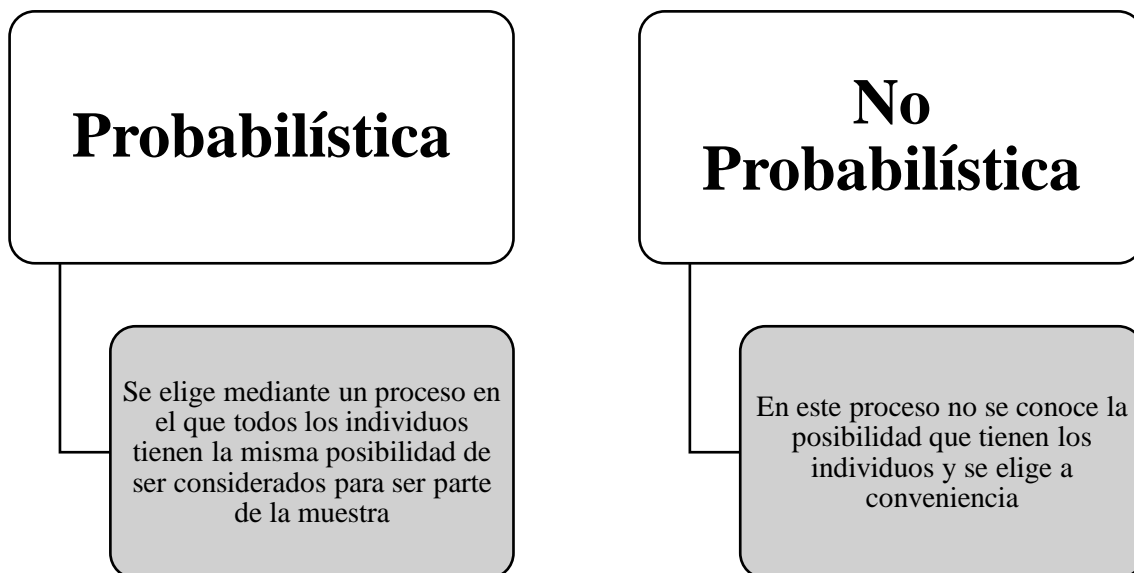 Probabilística
Se elige mediante un proceso en
el que todos los individuos
tienen la misma posibilidad de
ser considerados para ser parte
de la muestra
No
Probabilística
En este proceso no se conoce la
posibilidad que tienen los
individuos y se elige a
conveniencia